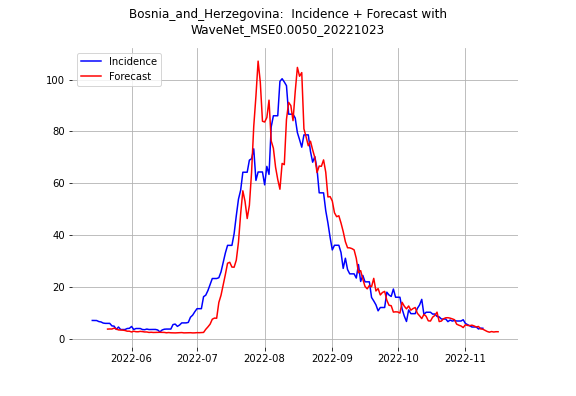 Bosnia_and_Herzegovina:  Incidence + Forecast with
WaveNet_MSE0.0050_20221023
Incidence
Forecast
100
80
60
40
20
0
2022-06 2022-07 2022-08 2022-09 2022-10 2022-11